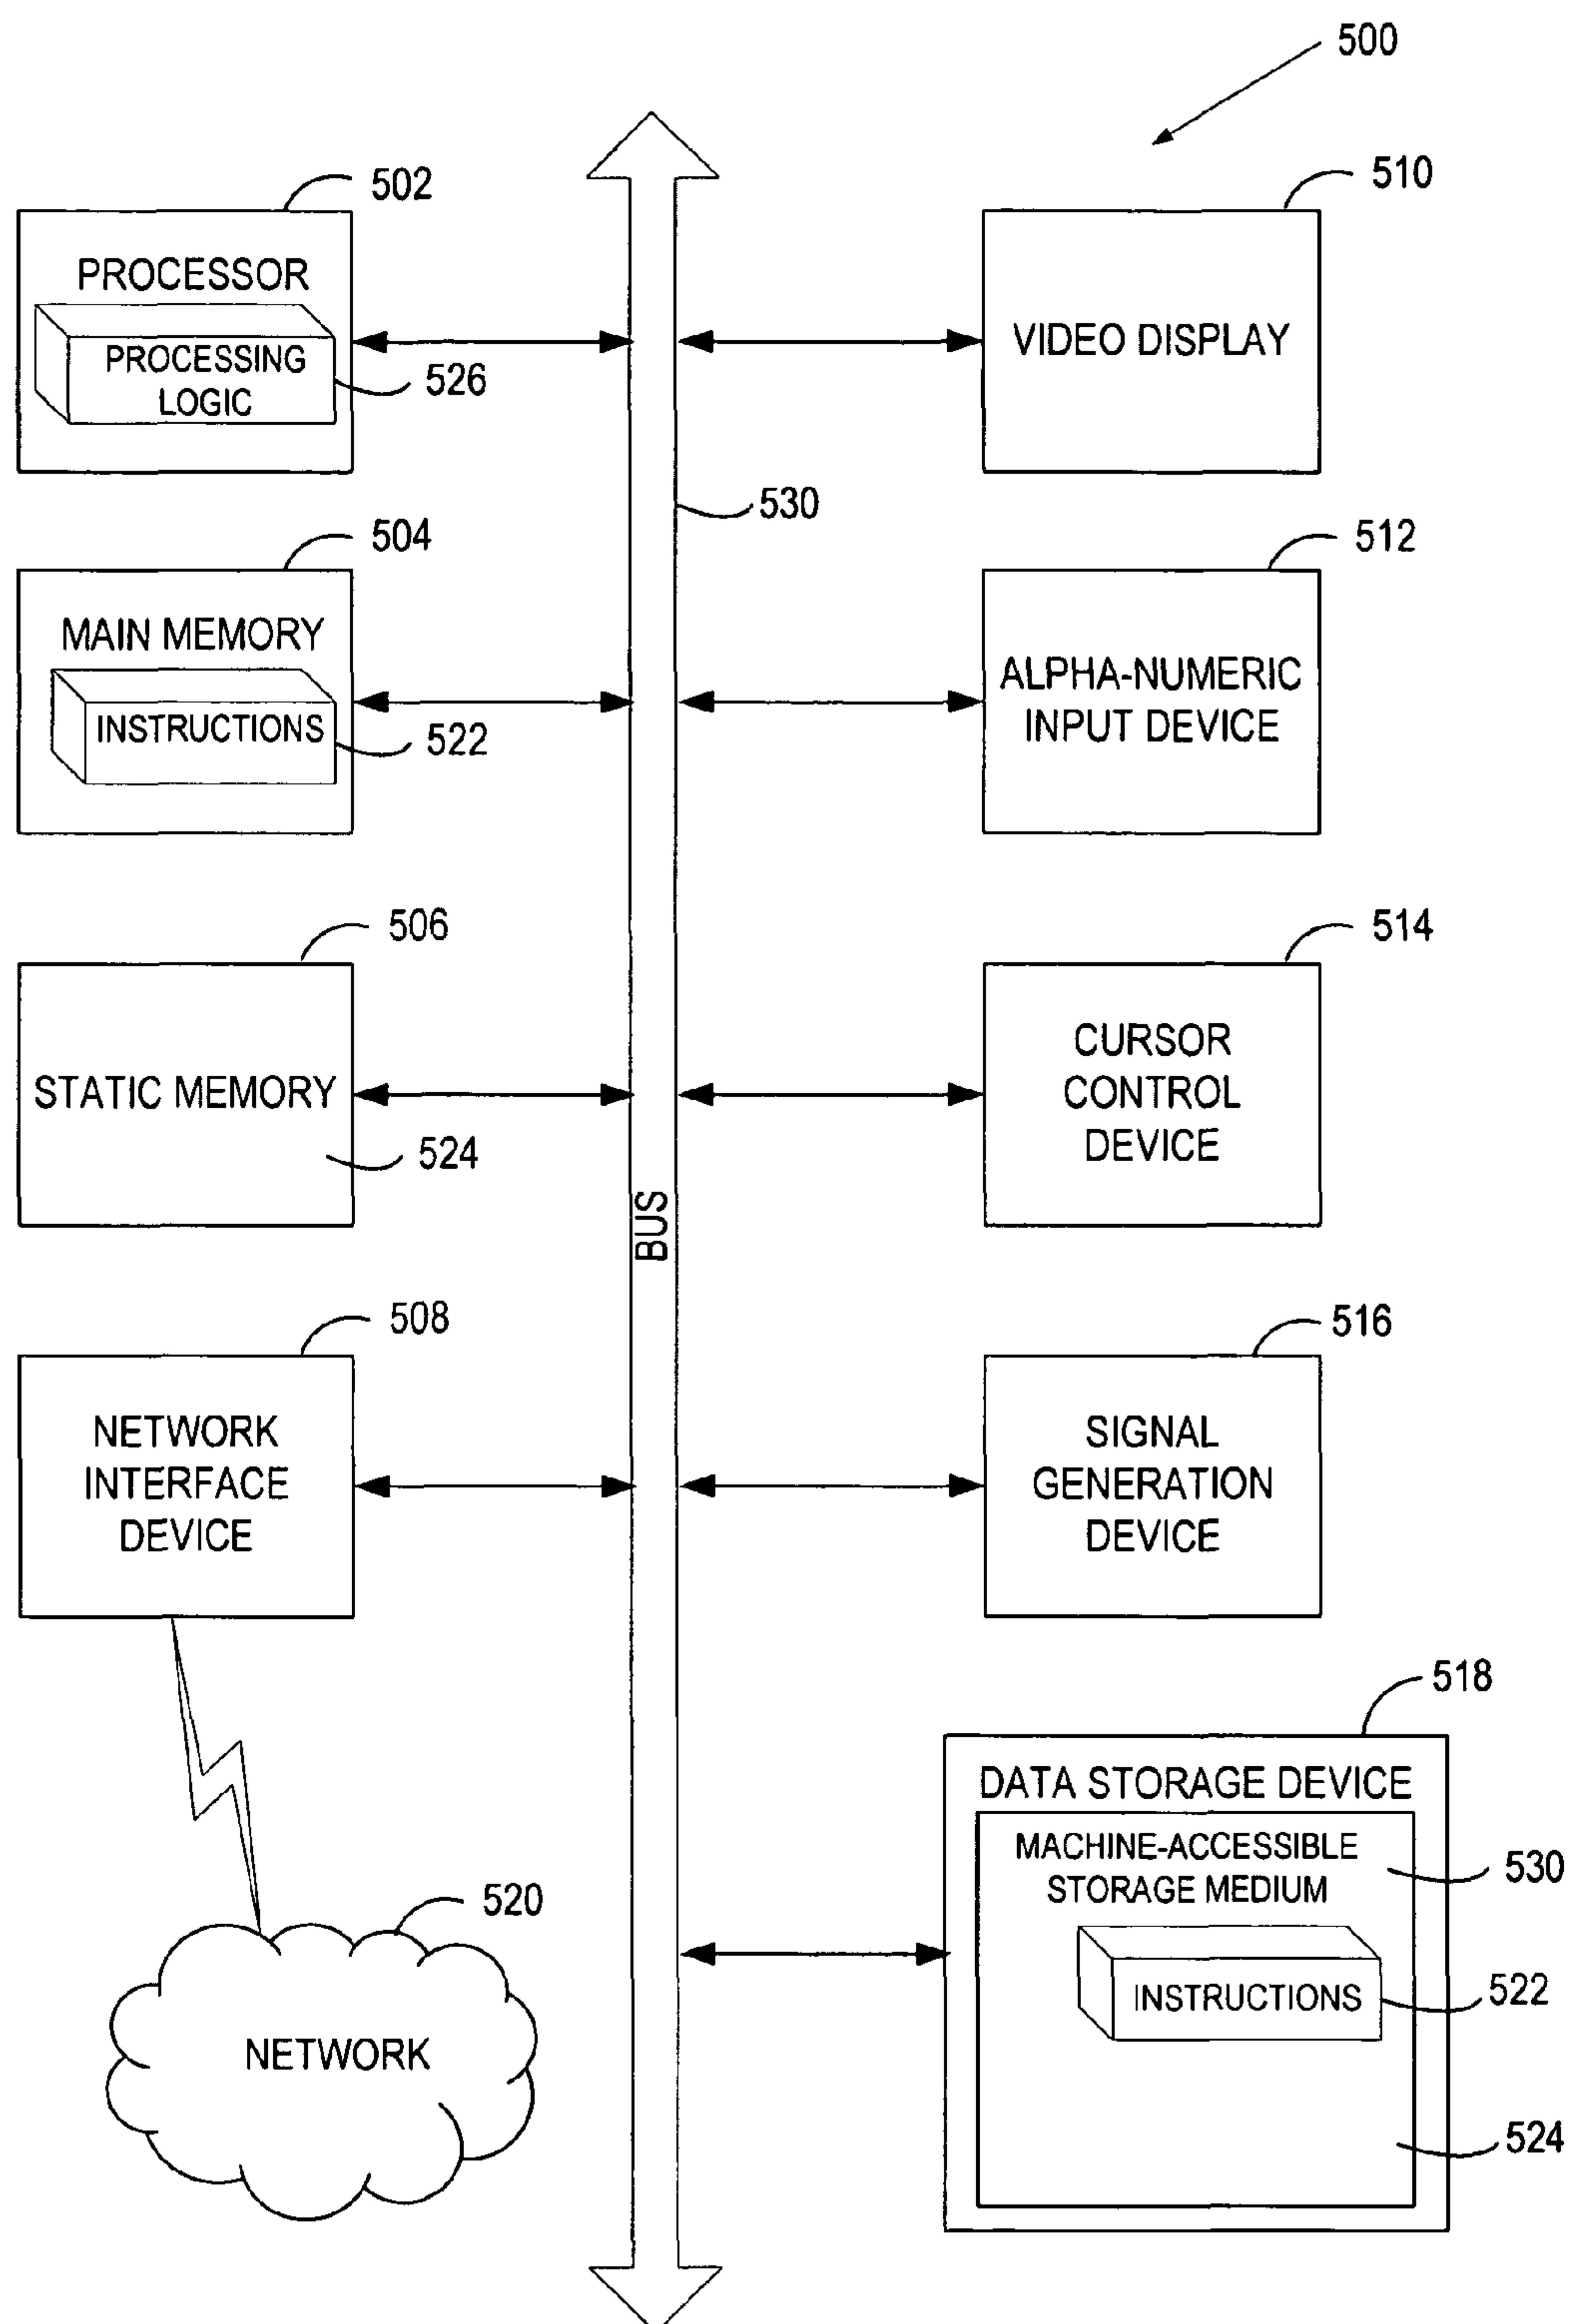 500
502
PROCESSOR
PROCESSING
LOGIC
526
510
VIDEO DISPLAY
530
504
MAIN MEMORY
INSTRUCTIONS
522
512
ALPHA-NUMERIC
INPUT DEVICE
506
STATIC MEMORY
524
514
CURSOR
CONTROL
DEVICE
BUS
508
NETWORK
INTERFACE
DEVICE
516
SIGNAL
GENERATION
DEVICE
518
DATA STORAGE DEVICE
MACHINE-ACCESSIBLE
STORAGE MEDIUM
530
INSTRUCTIONS
522
524
520
NETWORK